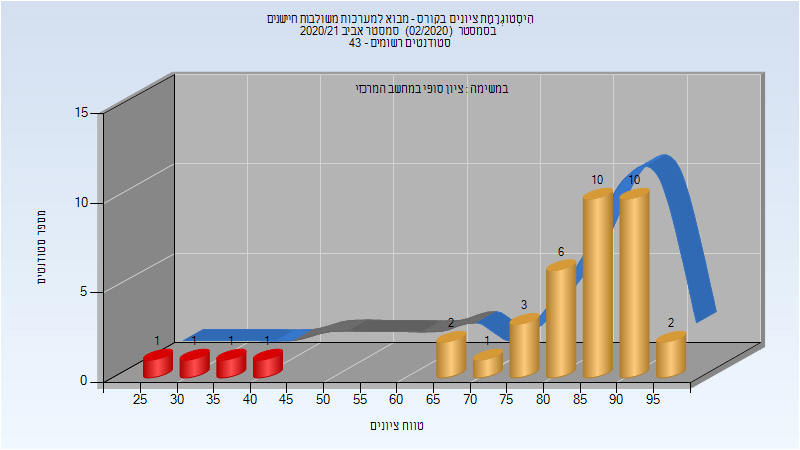 הִיסטוֹגְרָמַת ציונים בקורס - מבוא למערכות משולבות חיישנים
בסמסטר (02/2020) סמסטר אביב 2020/21
סטודנטים רשומים - 43
במשימה : ציון סופי במחשב המרכזי
מספר סטודנטים
15
10
5
0
1 1 1 1 2 1 3 6 10 10 2
25 30 35 40 45 50 55 60 65 70 75 80 85 90 95
טווח ציונים